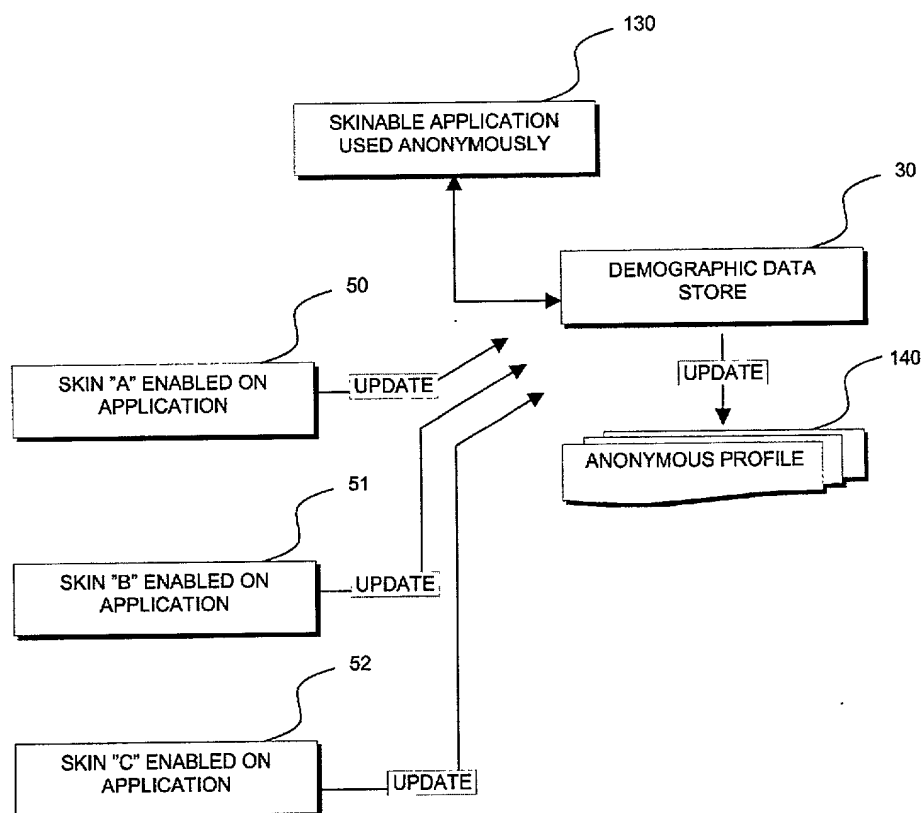 130
SKINABLE APPLICATION
USED ANONYMOUSLY
30
DEMOGRAPHIC DATA
STORE
50
SKIN "A" ENABLED ON
APPLICATION
UPDATE
UPDATE
140
ANONYMOUS PROFILE
51
SKIN "B" ENABLED ON
APPLICATION
UPDATE
52
SKIN "C" ENABLED ON
APPLICATION
UPDATE